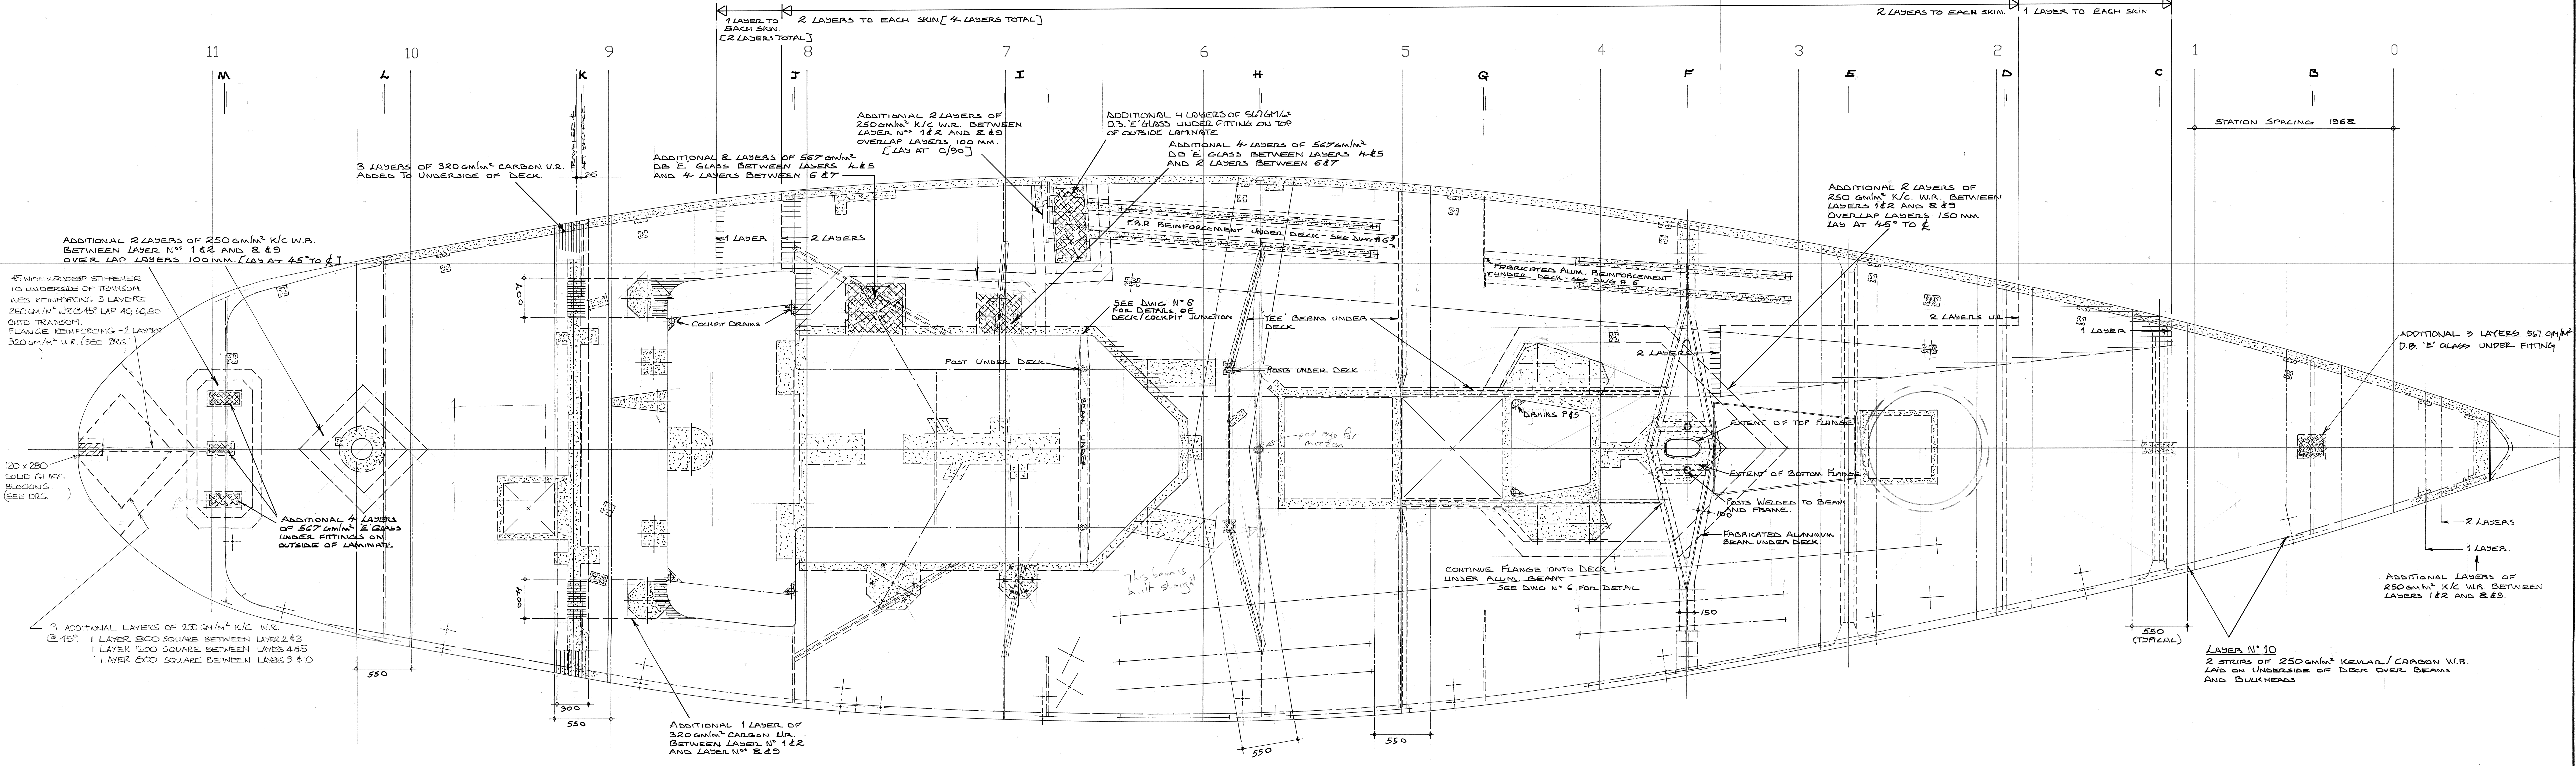 1 LAYER TO
EACH SKIN.
[2 LAYERS TOTAL]
2 LAYERS TO EACH SKIN [ 4 LAYERS TOTAL ]
2 LAYERS TO EACH SKIN.
1 LAYER TO EACH SKIN
11
10
9
8
7
6
5
4
3
2
1
0
M
L
K
J
I
H
G
F
E
D
C
B
STATION SPACING 1968
25
3 LAYERS OF 320 GM/M² CARBON U.R.
ADDED TO UNDERSIDE OF DECK.
ADDITIONAL 8 LAYERS OF 567 GM/M²
DB 'E' GLASS BETWEEN LAYERS 4&5
AND 4 LAYERS BETWEEN 6 & 7
ADDITIONAL 2 LAYERS OF
250 GM/M² K/C W.R. BETWEEN
LAYER Nos 1&2 AND 8 & 9
OVERLAP LAYERS 100 MM.
[LAY AT 0/90]
ADDITIONAL 4 LAYERS OF 567 GM/M²
D.B. 'E' GLASS UNDER FITTING ON TOP
OF OUTSIDE LAMINATE
ADDITIONAL 4 LAYERS OF 567 GM/M²
DB 'E' GLASS BETWEEN LAYERS 4&5
AND 2 LAYERS BETWEEN 6&7
ADDITIONAL 2 LAYERS OF
250 GM/M² K/C. W.R. BETWEEN
LAYERS 1&2 AND 8 & 9
OVERLAP LAYERS 150 MM
LAY AT 45° TO ℄
ADDITIONAL 2 LAYERS OF 250 GM/M² K/C W.R.
BETWEEN LAYER Nos 1&2 AND 8 & 9
OVER LAP LAYERS 100 MM. [LAY AT 45° TO ℄]
45 WIDE DEEP STIFFENER
TO UNDERSIDE OF TRANSOM
WEB REINFORCING 3 LAYERS
250 GM/M² WR @ 45° LAP 40,60,80
ONTO TRANSOM
FLANGE REINFORCING - 2 LAYERS
320 GM/M² U.R. (SEE DRG.
)
1 LAYER
2 LAYERS
REINFORCEMENT UNDER DECK - SEE DWG
FABRICATED ALUM. REINFORCEMENT
UNDER DECK. SEE DWG # 6
400
COCKPIT DRAINS
SEE DWG N° 6
FOR DETAILS OF
DECK/COCKPIT JUNCTION
'TEE' BEAMS UNDER
DECK
POST UNDER DECK
POSTS UNDER DECK
BEAM UNDER
2 LAYERS U.R.
2 LAYERS
1 LAYER
ADDITIONAL 3 LAYERS 567 GM/M²
D.B. 'E' GLASS UNDER FITTING
DRAINS P&S
EXTENT OF TOP FLANGE
EXTENT OF BOTTOM FLANGE
POSTS WELDED TO BEAM
AND FRAME.
100
pad eye for
FABRICATED ALUMINUM
BEAM UNDER DECK
120 x 280
SOLID GLASS
BLOCKING.
(SEE DRG. )
ADDITIONAL 4 LAYERS
OF 567 GM/M² 'E' GLASS
UNDER FITTINGS ON
OUTSIDE OF LAMINATE
This beam is
built straight
CONTINUE FLANGE ONTO DECK
UNDER ALUM. BEAM
SEE DWG N° 6 FOR DETAIL
2 LAYERS
1 LAYER.
ADDITIONAL LAYERS OF
250 GM/M² K/C W.R. BETWEEN
LAYERS 1&2 AND 8 & 9.
400
150
550
(TYPICAL)
3 ADDITIONAL LAYERS OF 250 GM/M² K/C W.R.
@ 45° 1 LAYER 800 SQUARE BETWEEN LAYER 2 & 3
1 LAYER 1200 SQUARE BETWEEN LAYERS 4&5
1 LAYER 800 SQUARE BETWEEN LAYERS 9 & 10
550
300
550
ADDITIONAL 1 LAYER OF
320 GM/M² CARBON U.R.
BETWEEN LAYER N° 1&2
AND LAYER Nos 8 & 9
550
550
LAYER N° 10
2 STRIPS OF 250 GM/M² KEVLAR / CARBON W.R.
LAID ON UNDERSIDE OF DECK OVER BEAMS
AND BULKHEADS